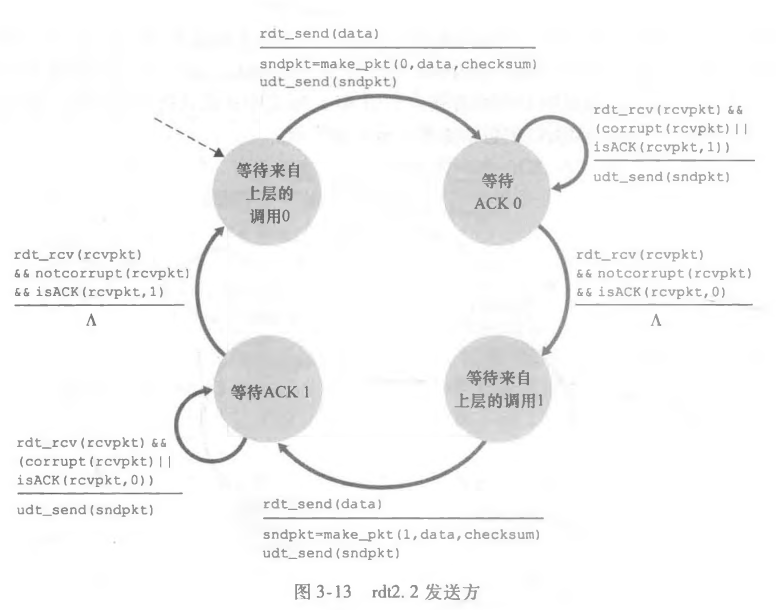 rdt_send(data)
sndpkt=make_pkt(0,data,checksum)
udt_send(sndpkt)
等待来自
上层的
调用0
等待
ACK 0
rdt_rcv(rcvpkt) &&
(corrupt(rcvpkt)||
isACK(rcvpkt,1))
udt_send(sndpkt)
rdt_rcv(rcvpkt)
&& notcorrupt(rcvpkt)
&& isACK(rcvpkt,1)
Λ
rdt_rcv(rcvpkt)
&& notcorrupt(rcvpkt)
&& isACK(rcvpkt,0)
Λ
等待ACK 1
等待来自
上层的调用1
rdt_rcv(rcvpkt) &&
(corrupt(rcvpkt)||
isACK(rcvpkt,0))
udt_send(sndpkt)
rdt_send(data)
sndpkt=make_pkt(1,data,checksum)
udt_send(sndpkt)
图 3-13 rdt2. 2 发送方